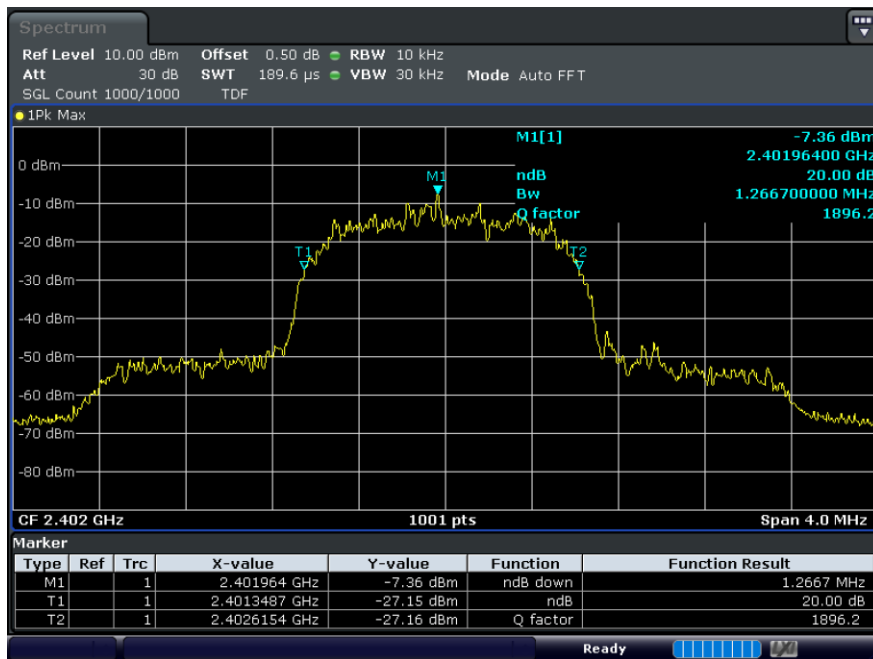 Spectrum
Ref Level 10.00 dBm Offset 0.50 dB RBW 10 kHz
Att 30 dB SWT 189.6 µs VBW 30 kHz Mode Auto FFT
SGL Count 1000/1000 TDF
1Pk Max
M1[1] -7.36 dBm
2.40196400 GHz
0 dBm
M1
ndB 20.00 dB
Bw 1.266700000 MHz
-10 dBm
Q factor 1896.2
-20 dBm
T1 T2
-30 dBm
-40 dBm
-50 dBm
-60 dBm
-70 dBm
-80 dBm
CF 2.402 GHz 1001 pts Span 4.0 MHz
Marker
Type Ref Trc X-value Y-value Function Function Result
M1 1 2.401964 GHz -7.36 dBm ndB down 1.2667 MHz
T1 1 2.4013487 GHz -27.15 dBm ndB 20.00 dB
T2 1 2.4026154 GHz -27.16 dBm Q factor 1896.2
Ready